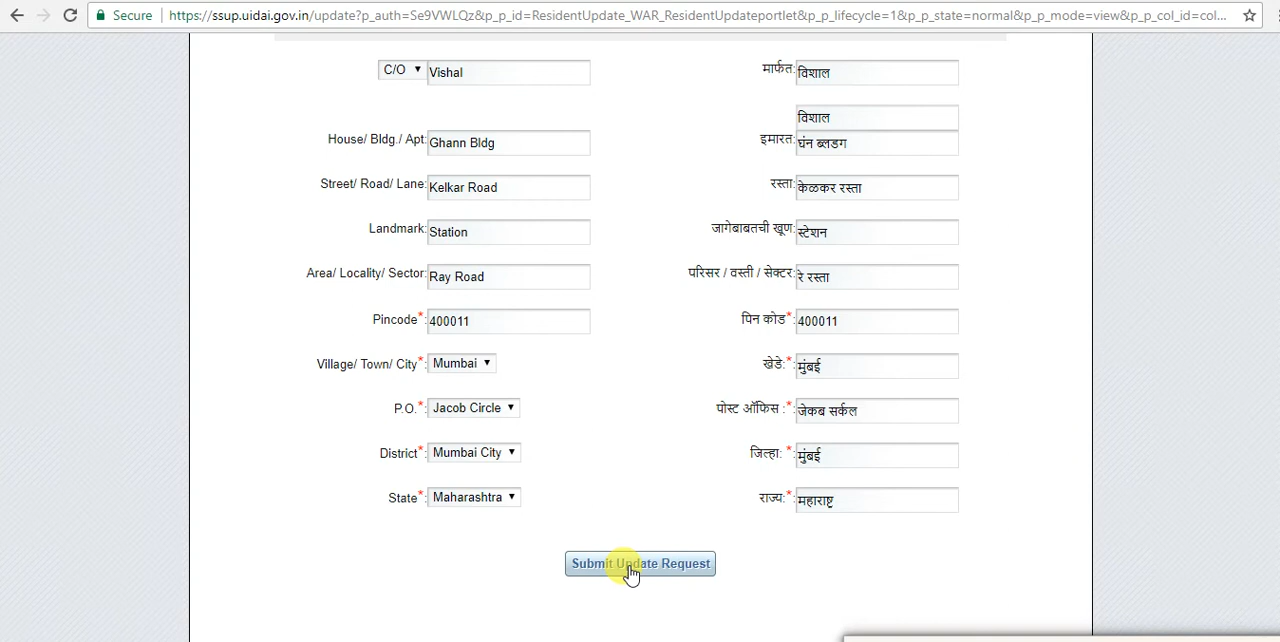 Secure https://ssup.uidai.gov.in/update?p_auth=Se9VWLQz&p_p_id=ResidentUpdate_WAR_ResidentUpdateportlet&p_p_lifecycle=1&p_p_state=normal&p_p_mode=view&p_p_col_id=col...
C/O Vishal मार्फत: विशाल
विशाल
House/ Bldg./ Apt: Ghann Bldg इमारत: घंन ब्लडग
Street/ Road/ Lane: Kelkar Road रस्ता: केळकर रस्ता
Landmark: Station जागेबाबतची खूण: स्टेशन
Area/ Locality/ Sector: Ray Road परिसर / वस्ती / सेक्टर: रे रस्ता
Pincode*: 400011 पिन कोड*: 400011
Village/ Town/ City*: Mumbai खेडे:* मुंबई
P.O.*: Jacob Circle पोस्ट ऑफिस :* जेकब सर्कल
District*: Mumbai City जिल्हा: * मुंबई
State*: Maharashtra राज्य:* महाराष्ट्र
Submit Update Request